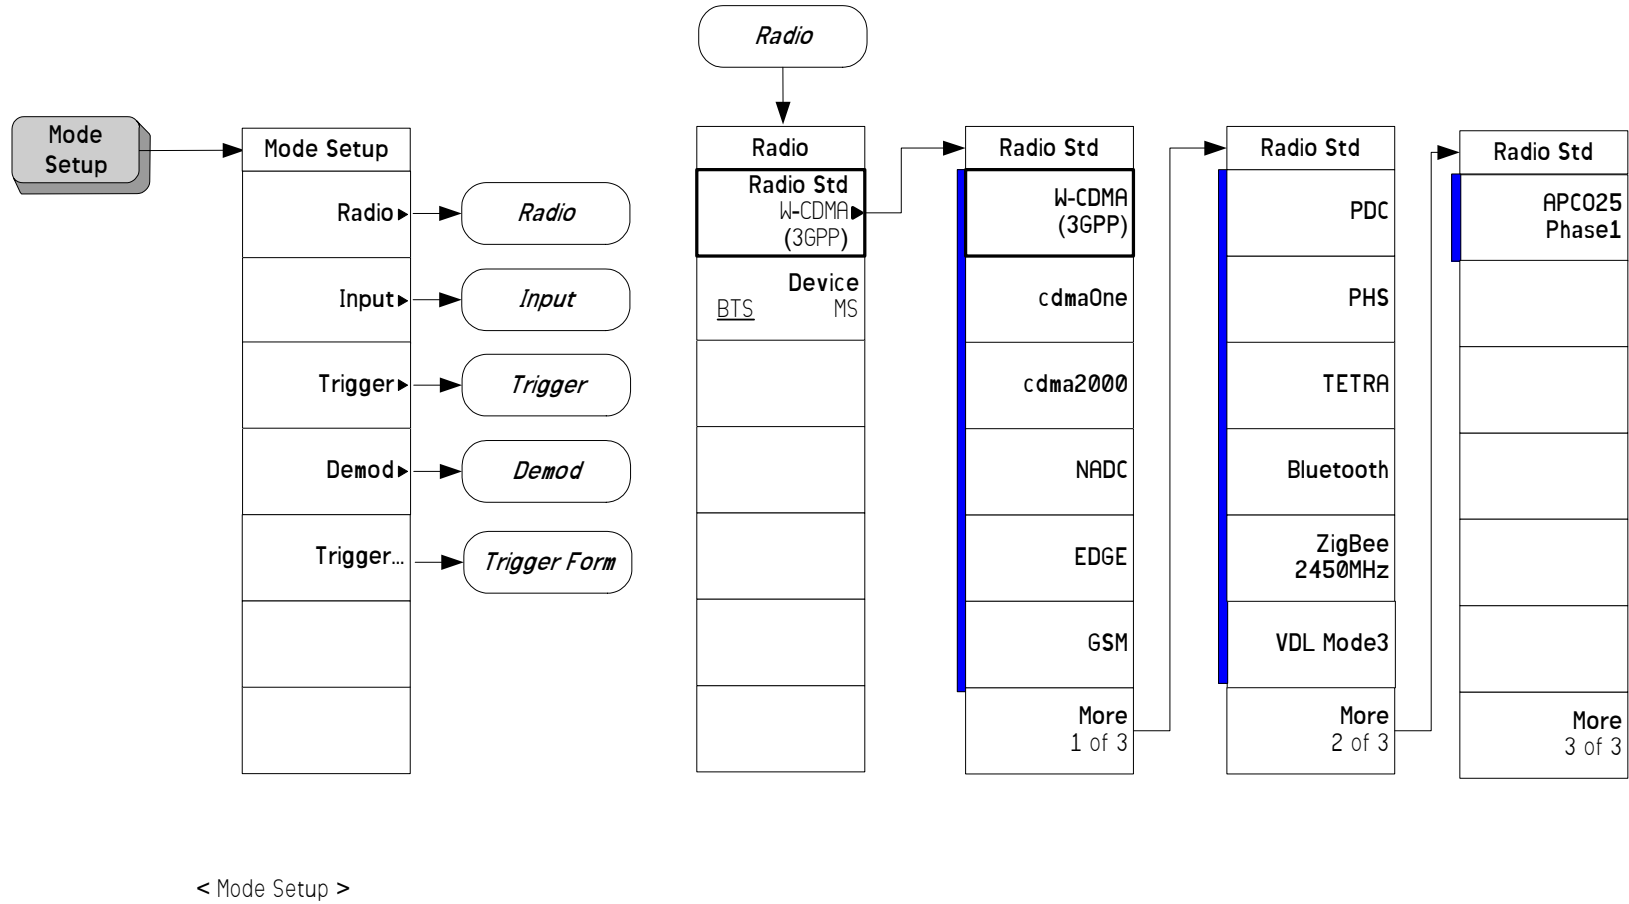 Mode
Setup
Mode Setup
Radio
Radio
Input
Input
Trigger
Trigger
Demod
Demod
Trigger...
Trigger Form
Radio
Radio
Radio Std
W-CDMA
(3GPP)
Device
BTS MS
Radio Std
W-CDMA
(3GPP)
cdmaOne
cdma2000
NADC
EDGE
GSM
More
1 of 3
Radio Std
PDC
PHS
TETRA
Bluetooth
ZigBee
2450MHz
VDL Mode3
More
2 of 3
Radio Std
APCO25
Phase1
More
3 of 3
< Mode Setup >